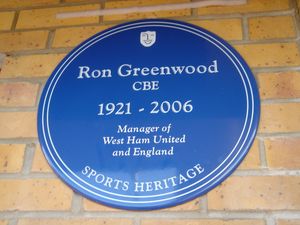 Ron Greenwood
CBE
1921 - 2006
Manager of
West Ham United
and England
SPORTS HERITAGE